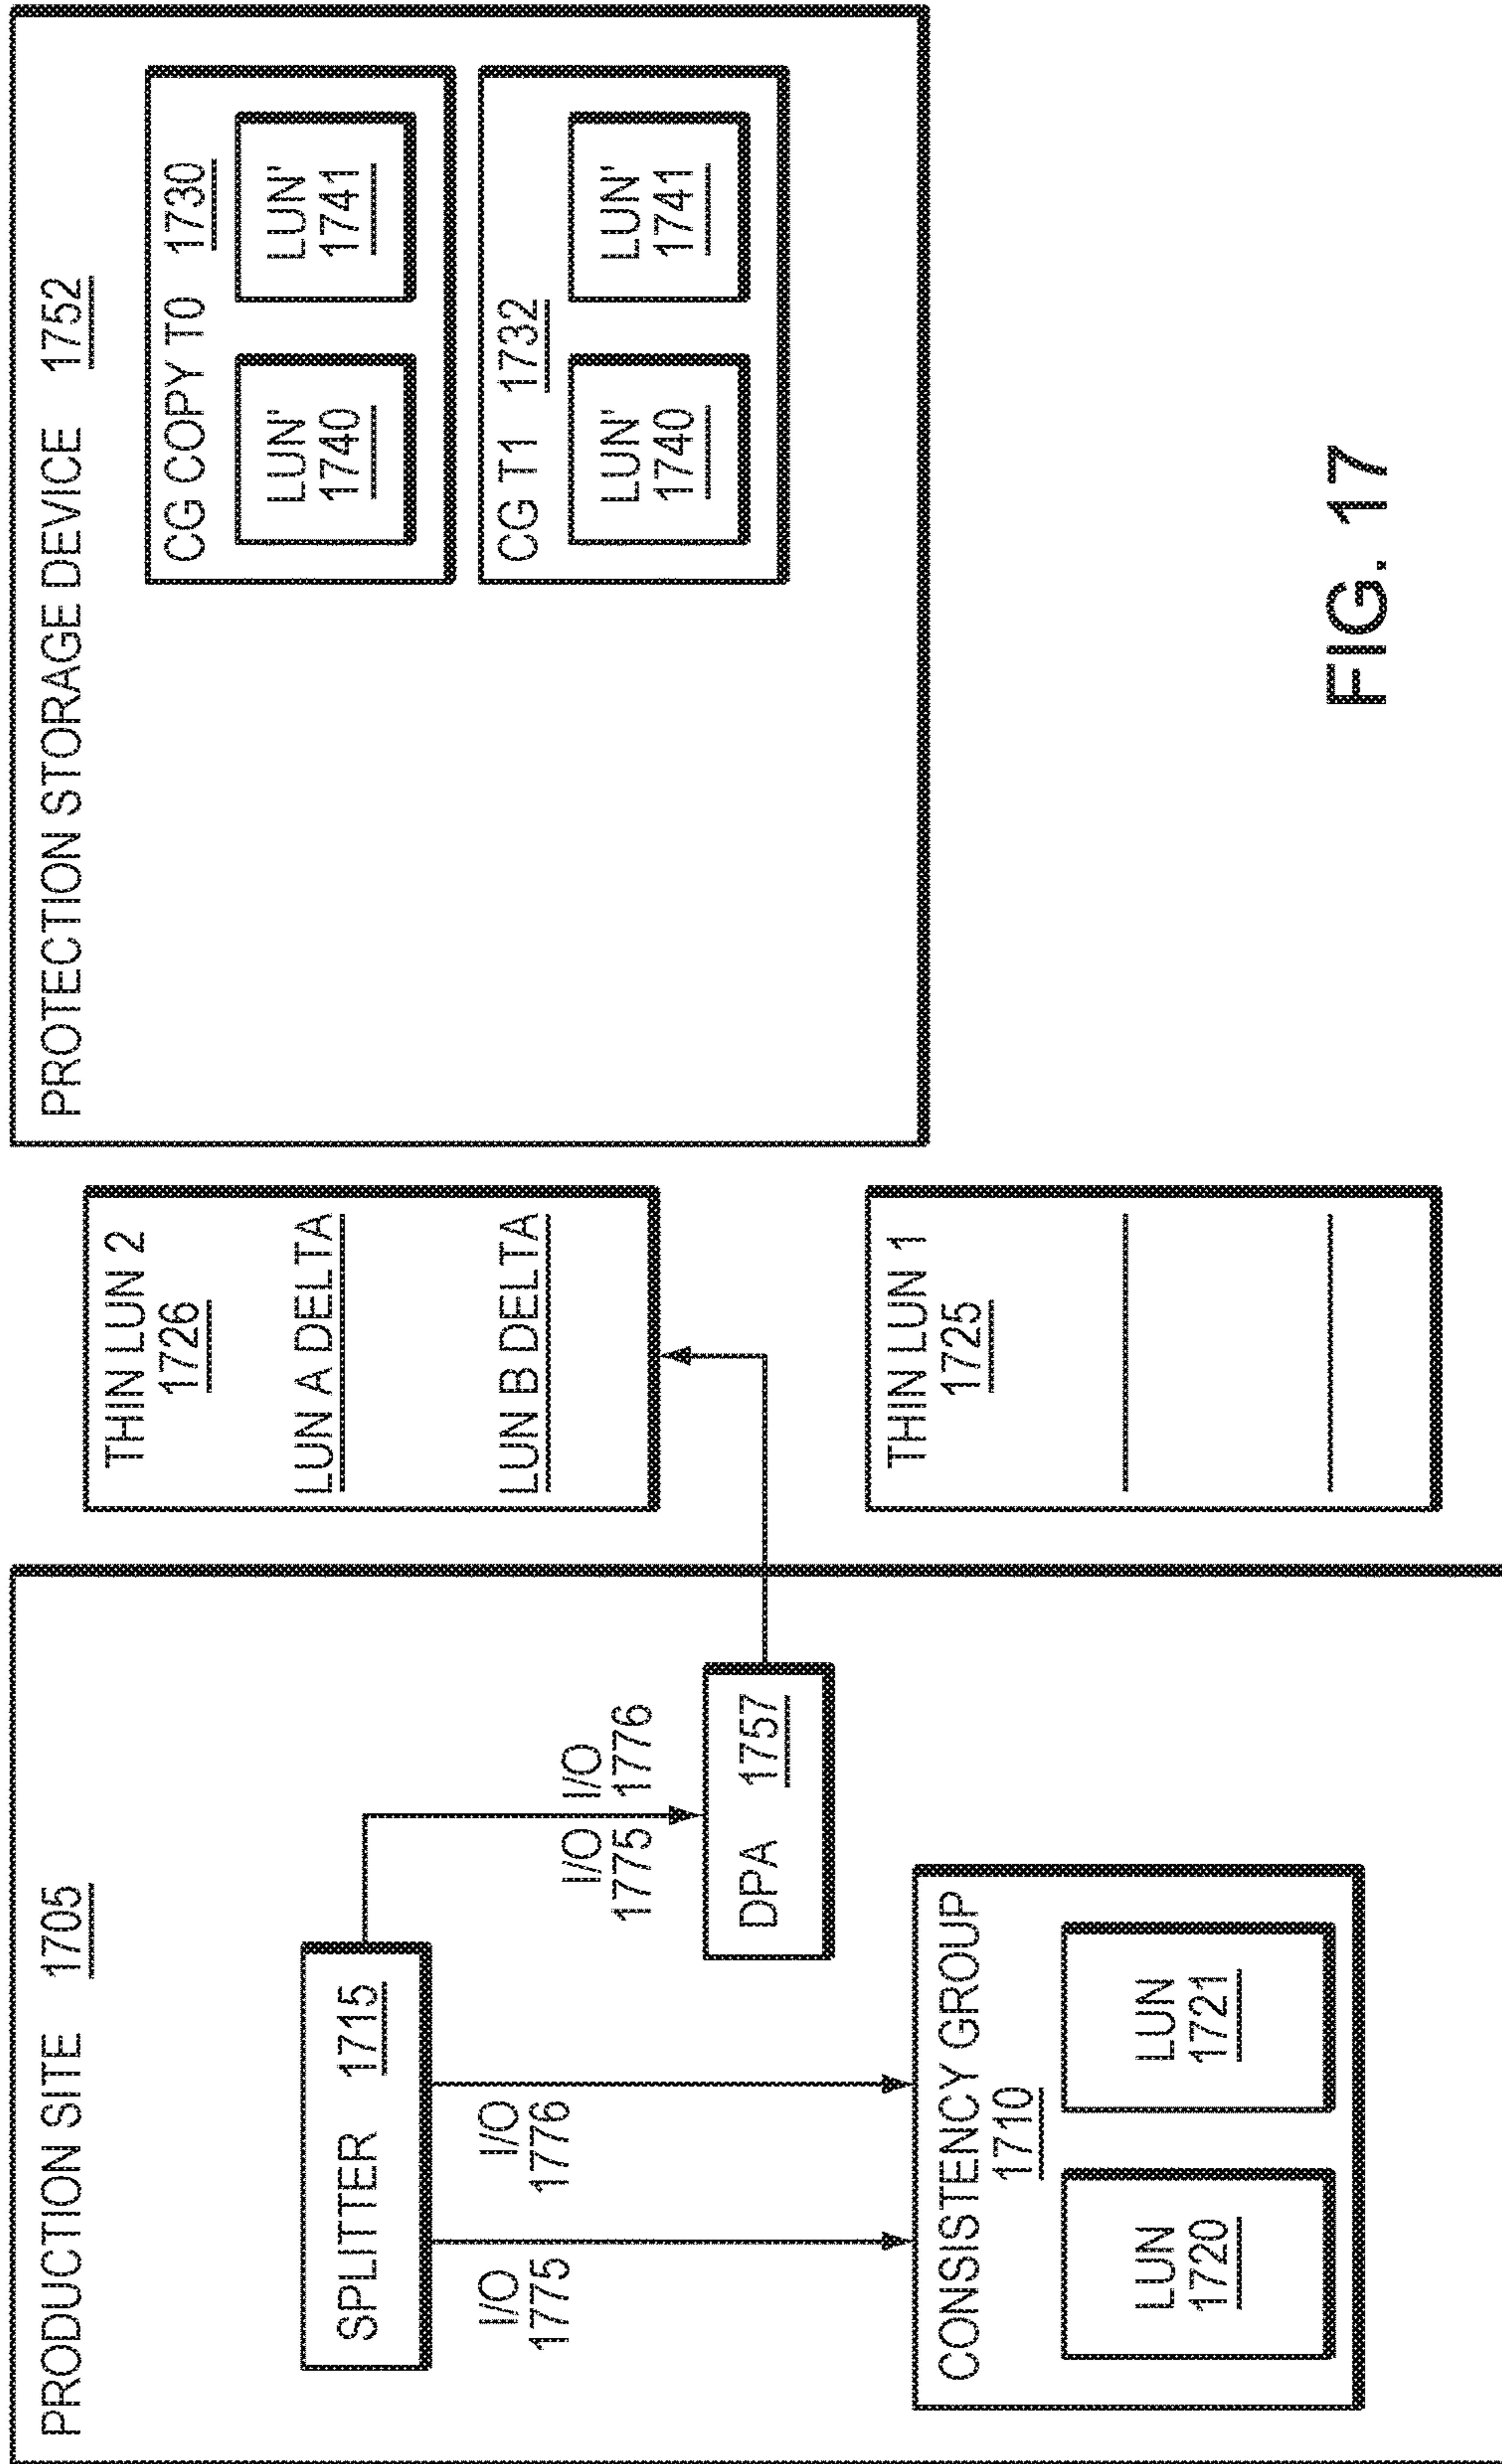 PRODUCTION SITE 1705
SPLITTER 1715
I/O
1775
I/O
1776
I/O I/O
1775 1776
DPA 1757
CONSISTENCY GROUP
1710
LUN
1720
LUN
1721
THIN LUN 2
1726
LUN A DELTA
LUN B DELTA
THIN LUN 1
1725
PROTECTION STORAGE DEVICE 1752
CG COPY T0 1730
LUN'
1740
LUN'
1741
CG T1 1732
LUN'
1740
LUN'
1741
FIG. 17